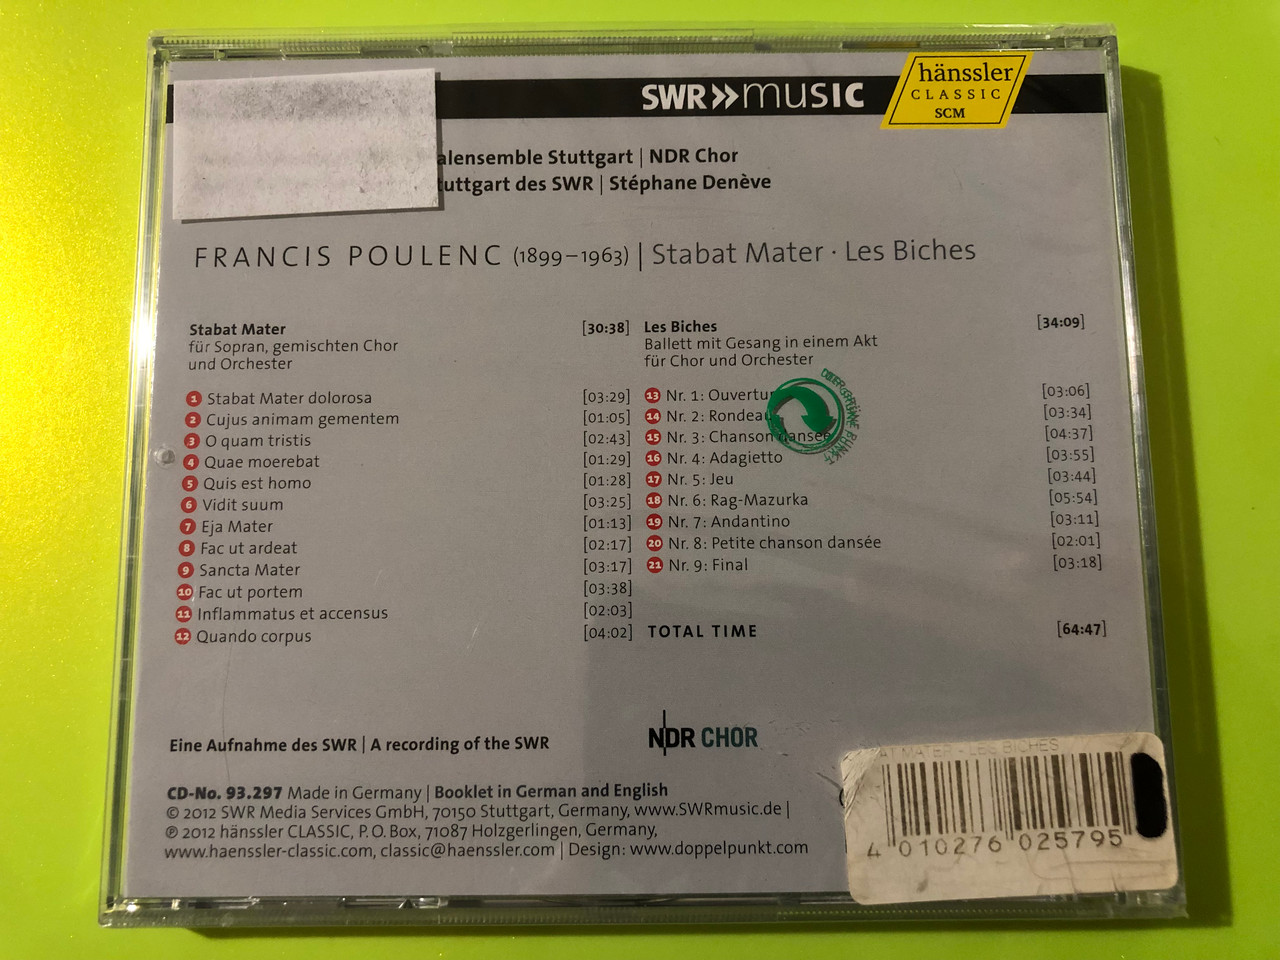 SWR»music
hänssler
CLASSIC
SCM
alensemble Stuttgart | NDR Chor
tuttgart des SWR | Stéphane Denève
FRANCIS POULENC (1899–1963) | Stabat Mater · Les Biches
Stabat Mater [30:38]
für Sopran, gemischten Chor
und Orchester
1 Stabat Mater dolorosa [03:29]
2 Cujus animam gementem [01:05]
3 O quam tristis [02:43]
4 Quae moerebat [01:29]
5 Quis est homo [01:28]
6 Vidit suum [03:25]
7 Eja Mater [01:13]
8 Fac ut ardeat [02:17]
9 Sancta Mater [03:17]
10 Fac ut portem [03:38]
11 Inflammatus et accensus [02:03]
12 Quando corpus [04:02]
Les Biches [34:09]
Ballett mit Gesang in einem Akt
für Chor und Orchester
13 Nr. 1: Ouvertur [03:06]
14 Nr. 2: Rondeau [03:34]
15 Nr. 3: Chanson dansée [04:37]
16 Nr. 4: Adagietto [03:55]
17 Nr. 5: Jeu [03:44]
18 Nr. 6: Rag-Mazurka [05:54]
19 Nr. 7: Andantino [03:11]
20 Nr. 8: Petite chanson dansée [02:01]
21 Nr. 9: Final [03:18]
TOTAL TIME [64:47]
DER GRÜNE PUNKT
Eine Aufnahme des SWR | A recording of the SWR
NDR CHOR
CD-No. 93.297 Made in Germany | Booklet in German and English
© 2012 SWR Media Services GmbH, 70150 Stuttgart, Germany, www.SWRmusic.de |
℗ 2012 hänssler CLASSIC, P.O. Box, 71087 Holzgerlingen, Germany,
www.haenssler-classic.com, classic@haenssler.com | Design: www.doppelpunkt.com
AT MATER - LES BICHES
4 010276 025795